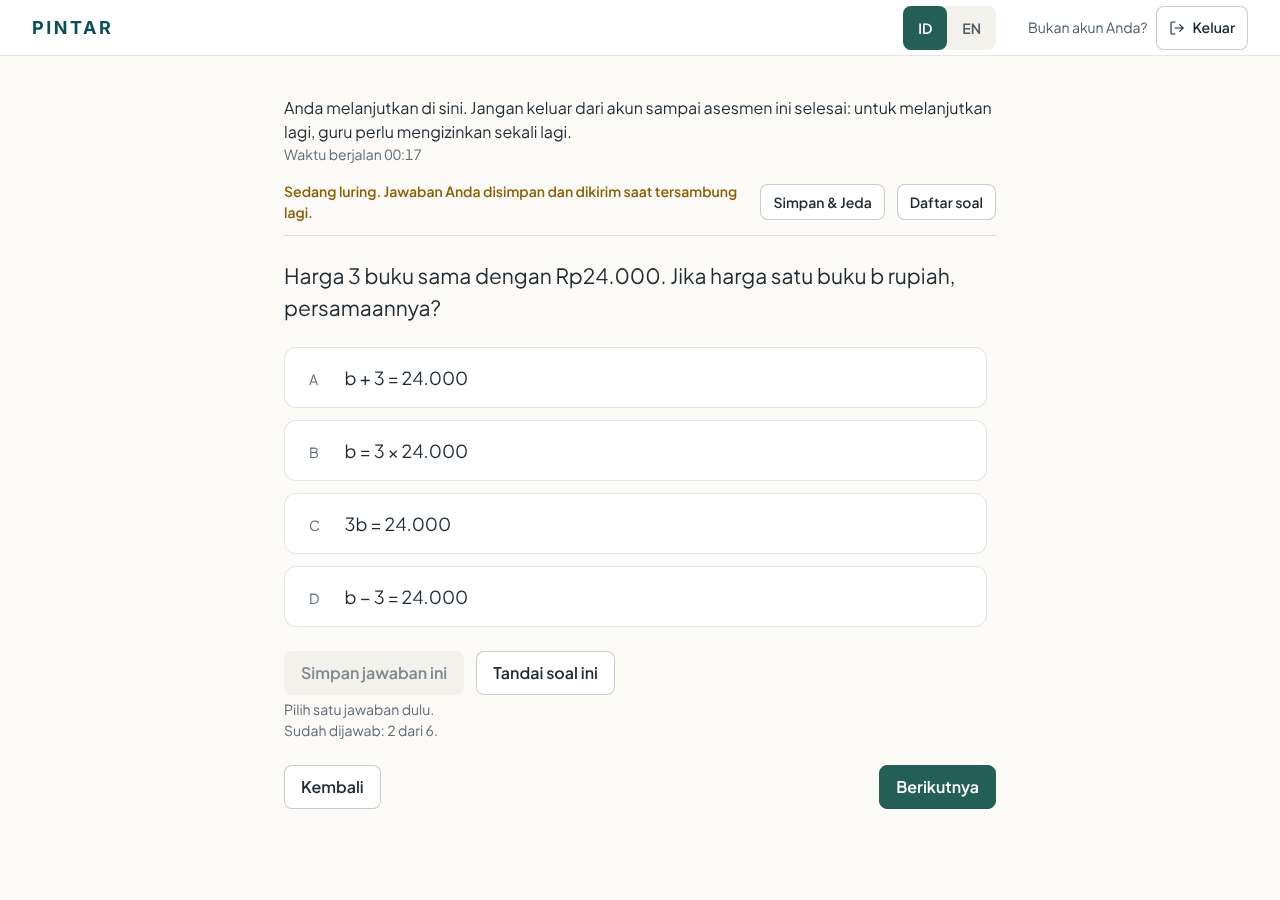 PINTAR
ID
EN
Bukan akun Anda?
Keluar
Anda melanjutkan di sini. Jangan keluar dari akun sampai asesmen ini selesai: untuk melanjutkan
lagi, guru perlu mengizinkan sekali lagi.
Waktu berjalan 00:17
Sedang luring. Jawaban Anda disimpan dan dikirim saat tersambung
lagi.
Simpan & Jeda
Daftar soal
Harga 3 buku sama dengan Rp24.000. Jika harga satu buku b rupiah,
persamaannya?
A b + 3 = 24.000
B b = 3 × 24.000
C 3b = 24.000
D b − 3 = 24.000
Simpan jawaban ini
Tandai soal ini
Pilih satu jawaban dulu.
Sudah dijawab: 2 dari 6.
Kembali
Berikutnya